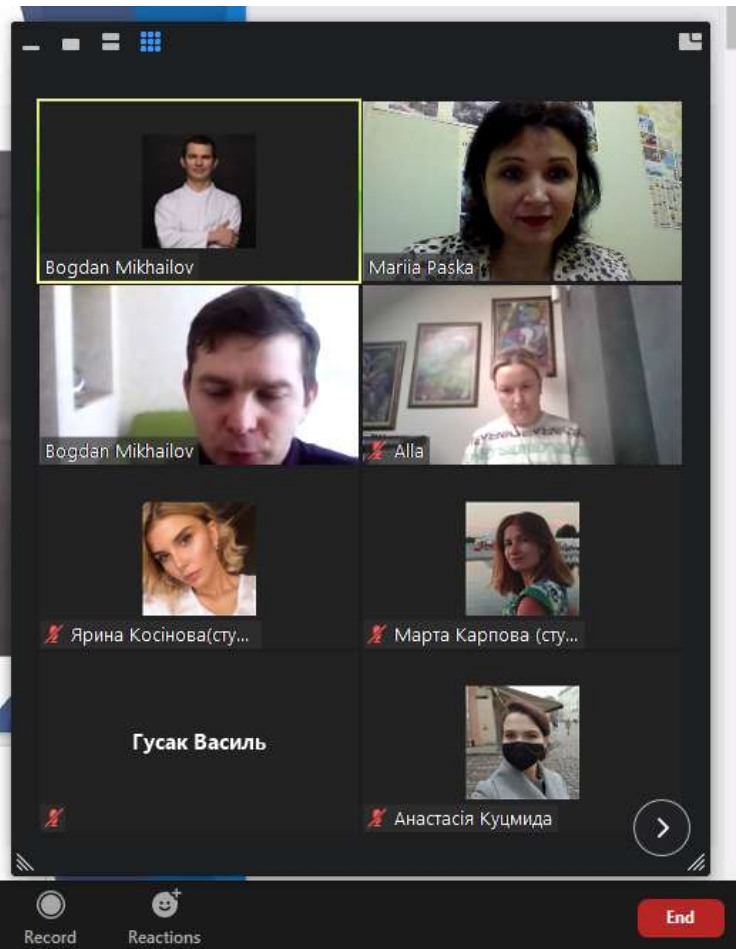 Bogdan Mikhailov
Mariia Paska
Bogdan Mikhailov
Alla
Ярина Косінова(сту...
Марта Карпова (сту...
Гусак Василь
Анастасія Куцмида
Record
Reactions
End